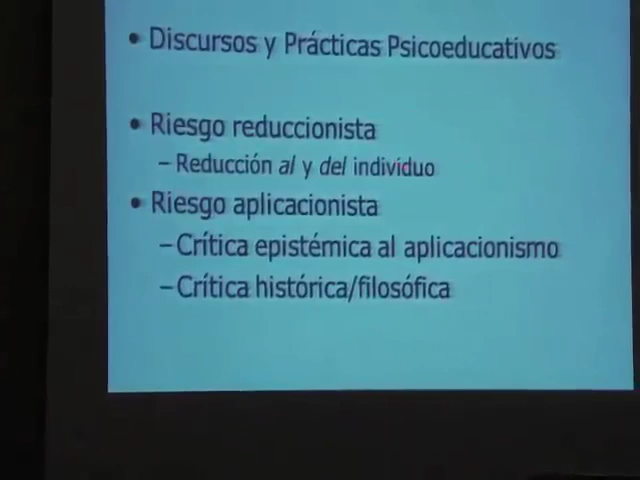 • Discursos y Prácticas Psicoeducativos
• Riesgo reduccionista
– Reducción al y del individuo
• Riesgo aplicacionista
– Crítica epistémica al aplicacionismo
– Crítica histórica/filosófica